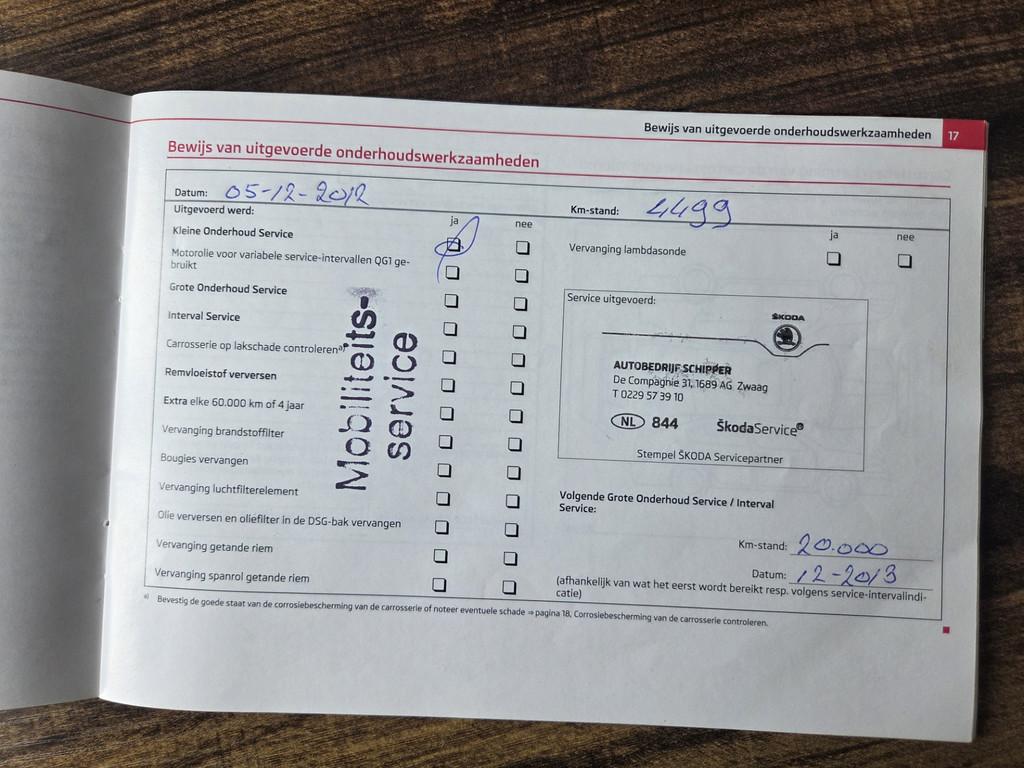 Bewijs van uitgevoerde onderhoudswerkzaamheden 17
Bewijs van uitgevoerde onderhoudswerkzaamheden
Datum: 05-12-2012
Km-stand: 4499
Uitgevoerd werd:
ja nee
ja nee
Kleine Onderhoud Service
Motorolie voor variabele service-intervallen QG1 ge-
bruikt
Grote Onderhoud Service
Interval Service
Carrosserie op lakschade controleren a)
Remvloeistof verversen
Extra elke 60.000 km of 4 jaar
Vervanging brandstoffilter
Bougies vervangen
Vervanging luchtfilterelement
Olie verversen en oliefilter in de DSG-bak vervangen
Vervanging getande riem
Vervanging spanrol getande riem
Mobiliteits-
service
Vervanging lambdasonde
Service uitgevoerd:
ŠKODA
AUTOBEDRIJF SCHIPPER
De Compagnie 31, 1689 AG Zwaag
T 0229 57 39 10
NL 844 ŠkodaService®
Stempel ŠKODA Servicepartner
Volgende Grote Onderhoud Service / Interval
Service:
Km-stand: 20.000
Datum: 12-2013
(afhankelijk van wat het eerst wordt bereikt resp. volgens service-intervalindi-
catie)
a) Bevestig de goede staat van de corrosiebescherming van de carrosserie of noteer eventuele schade ⇒ pagina 18, Corrosiebescherming van de carrosserie controleren.